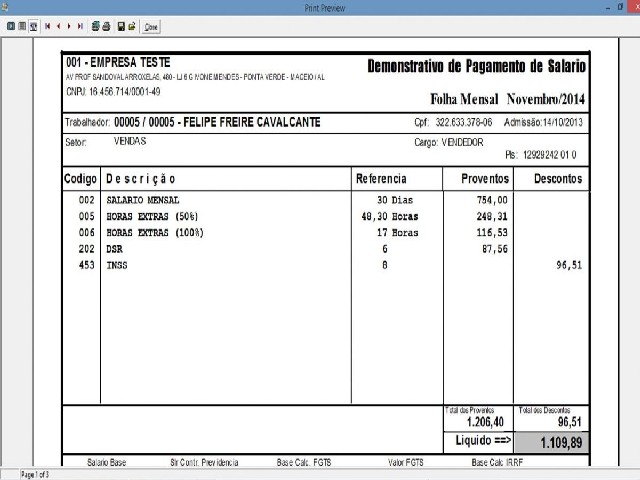 Print Preview
Close
001 - EMPRESA TESTE
Demonstrativo de Pagamento de Salario
AV PROF SANDOVAL ARROXELAS, 480 - LJ 6 G IVONE MENDES - PONTA VERDE - MACEIO / AL
CNPJ: 16.456.714/0001-49
Folha Mensal Novembro/2014
Trabalhador: 00005 / 00005 - FELIPE FREIRE CAVALCANTE Cpf: 322.633.378-06 Admissão:14/10/2013
Setor: VENDAS Cargo: VENDEDOR
Pis: 12929242 01 0
Codigo Descrição Referencia Proventos Descontos
002 SALARIO MENSAL 30 Dias 754,00
005 HORAS EXTRAS (50%) 48,30 Horas 248,31
006 HORAS EXTRAS (100%) 17 Horas 116,53
202 DSR 6 87,56
453 INSS 8 96,51
Total dos Proventos Total dos Descontos
1.206,40 96,51
Liquido ==> 1.109,89
Salario Base Slr Contr. Previdencia Base Calc. FGTS Valor FGTS Base Calc IRRF
Page 1 of 3